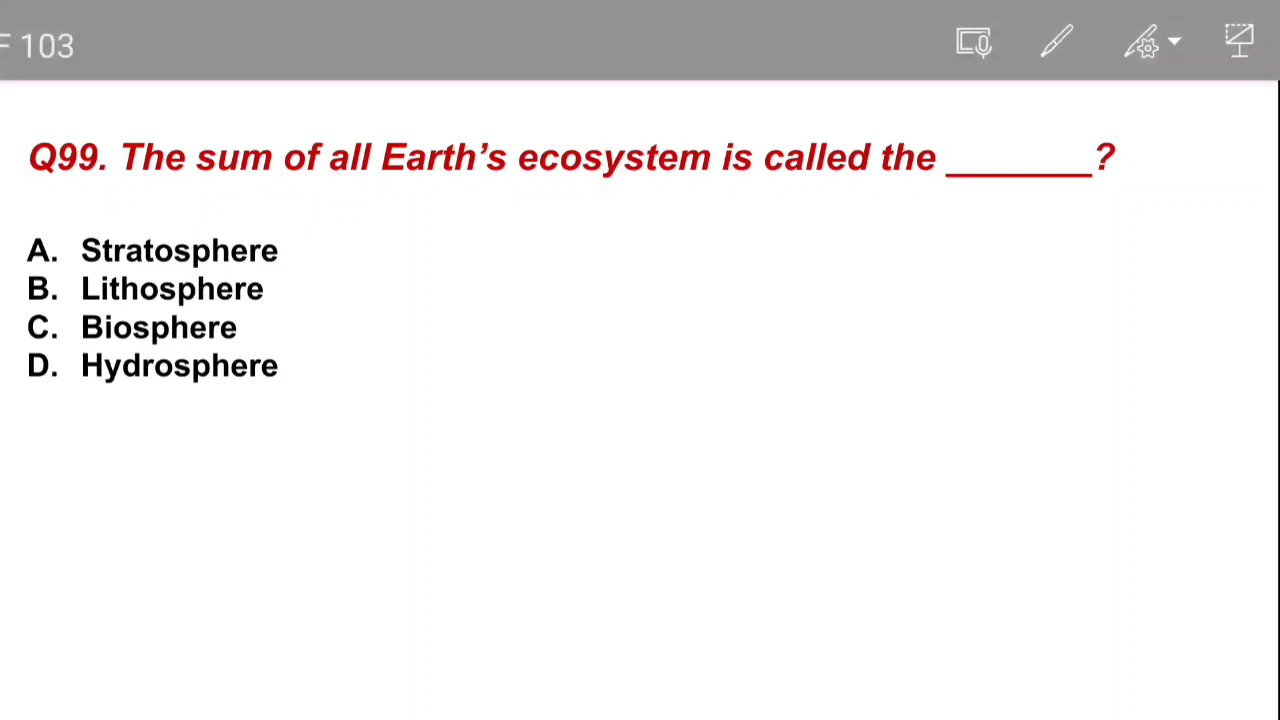 103
Q99. The sum of all Earth’s ecosystem is called the ________?
A. Stratosphere
B. Lithosphere
C. Biosphere
D. Hydrosphere